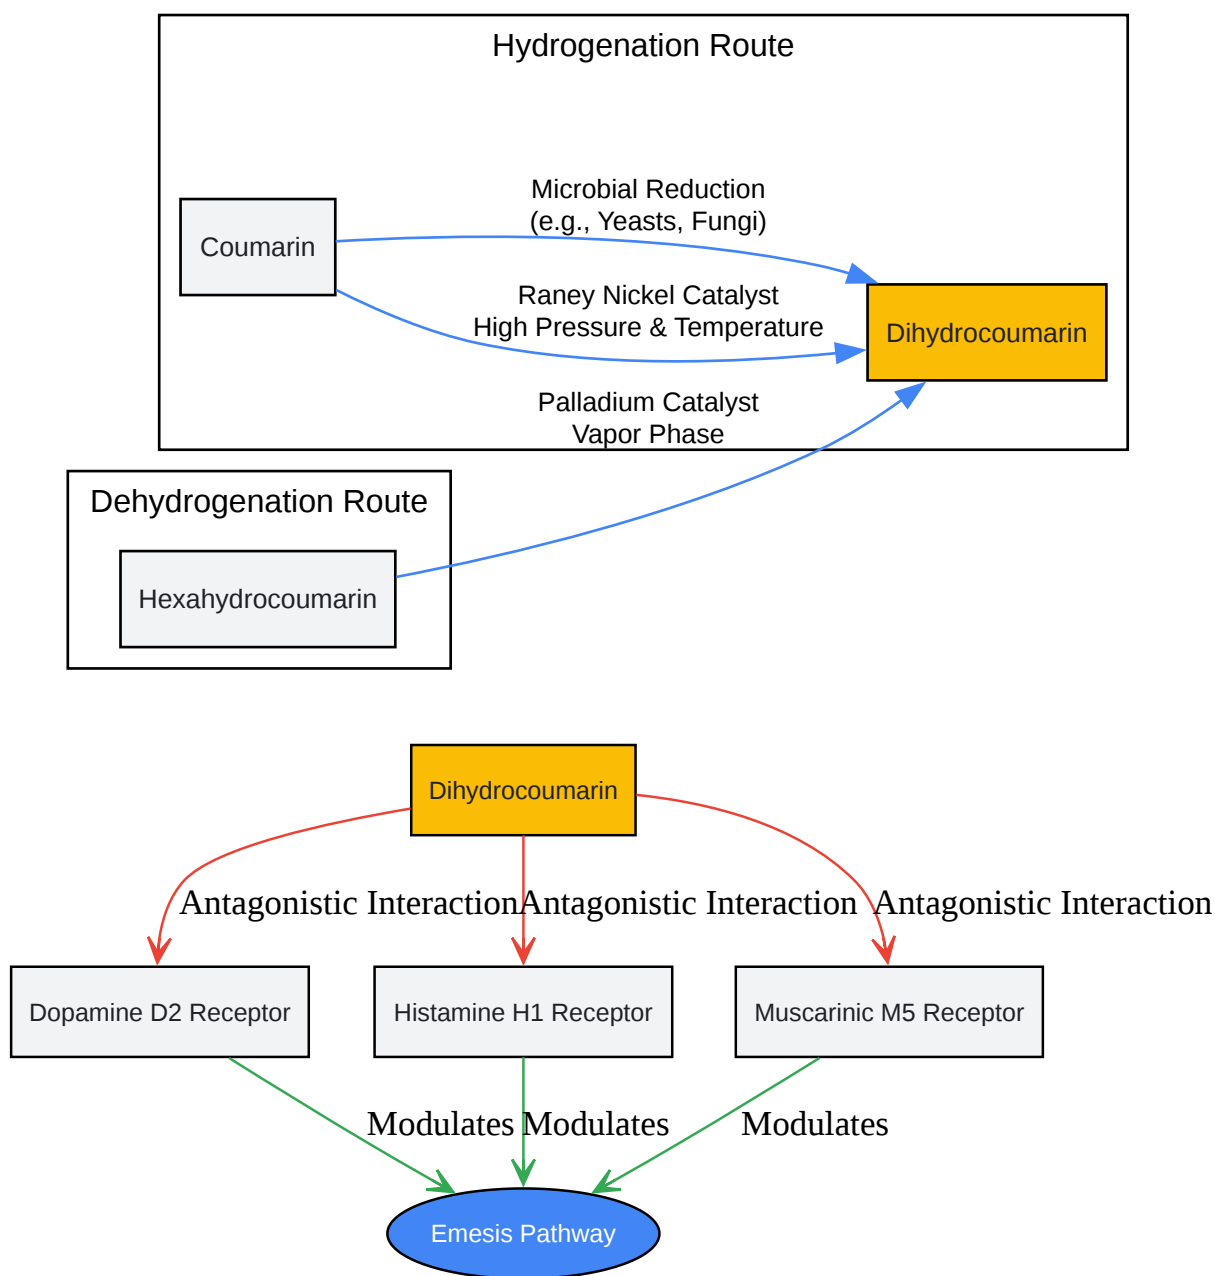 Hydrogenation Route
Microbial Reduction
(e.g., Yeasts, Fungi)
Coumarin
Raney Nickel Catalyst
High Pressure & Temperature
Dihydrocoumarin
Palladium Catalyst
Vapor Phase
Dehydrogenation Route
Hexahydrocoumarin
Dihydrocoumarin
Antagonistic Interaction
Antagonistic Interaction
Antagonistic Interaction
Dopamine D2 Receptor
Histamine H1 Receptor
Muscarinic M5 Receptor
Modulates
Modulates
Modulates
Emesis Pathway